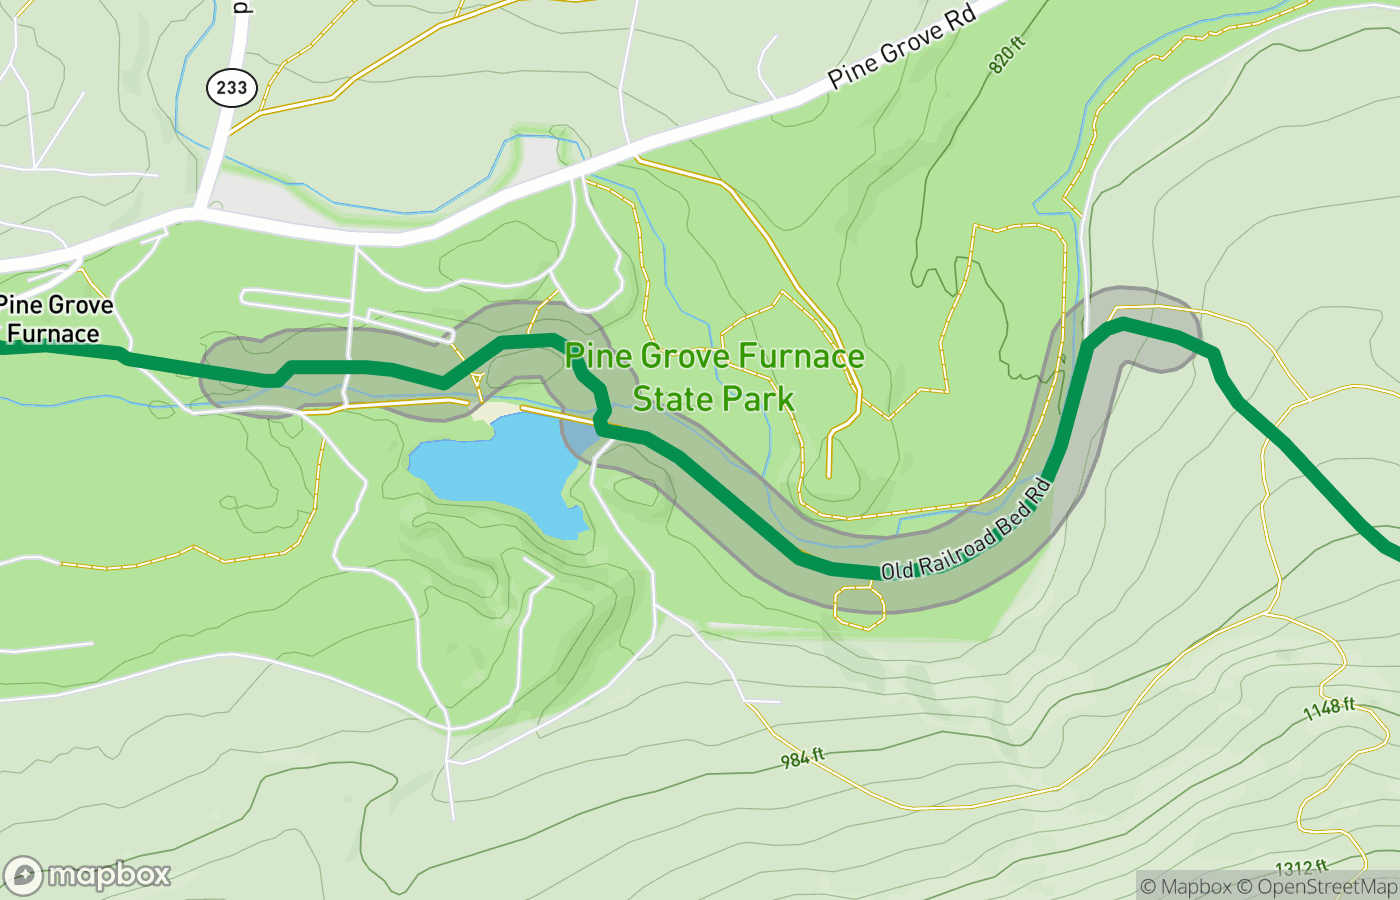 Pine Grove Rd
820 ft
233
Pine Grove
Furnace
Pine Grove Furnace
State Park
Old Railroad Bed Rd
1148 ft
984 ft
1312 ft
mapbox
© Mapbox © OpenStreetMap